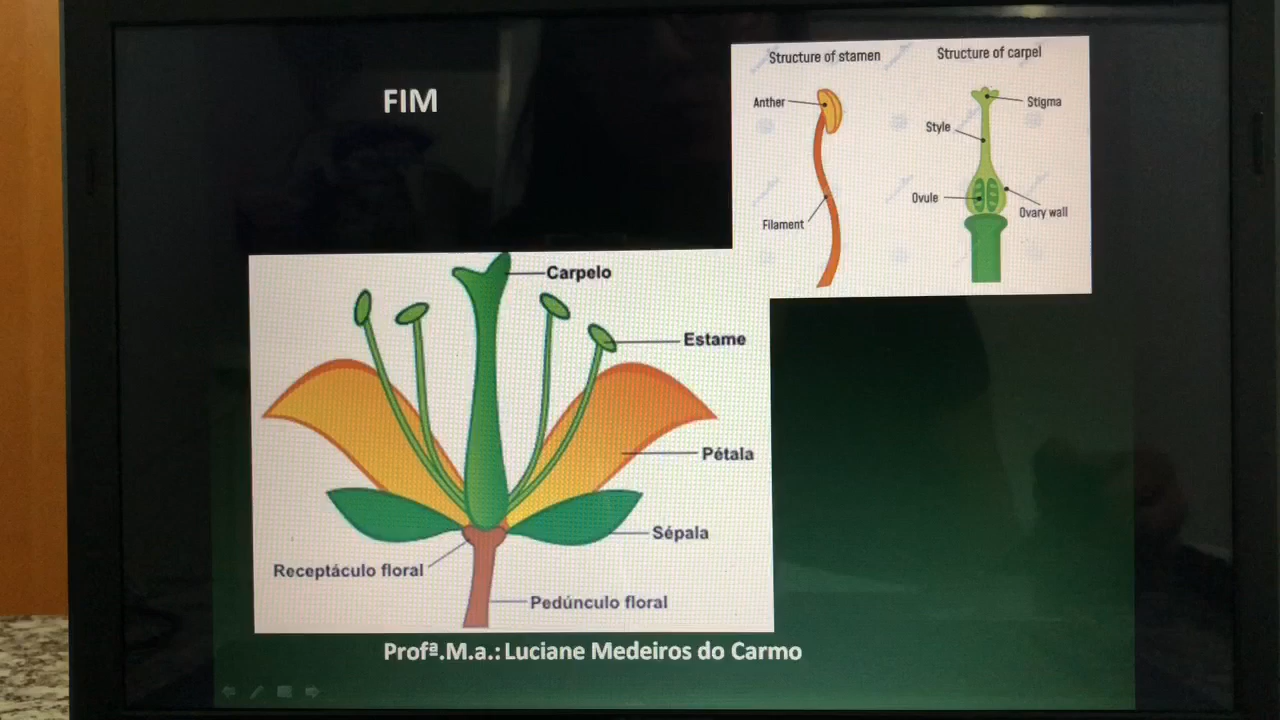 FIM
Structure of stamen
Structure of carpel
Anther
Stigma
Style
Ovule
Filament
Ovary wall
Carpelo
Estame
Pétala
Sépala
Receptáculo floral
Pedúnculo floral
Profª.M.a.: Luciane Medeiros do Carmo